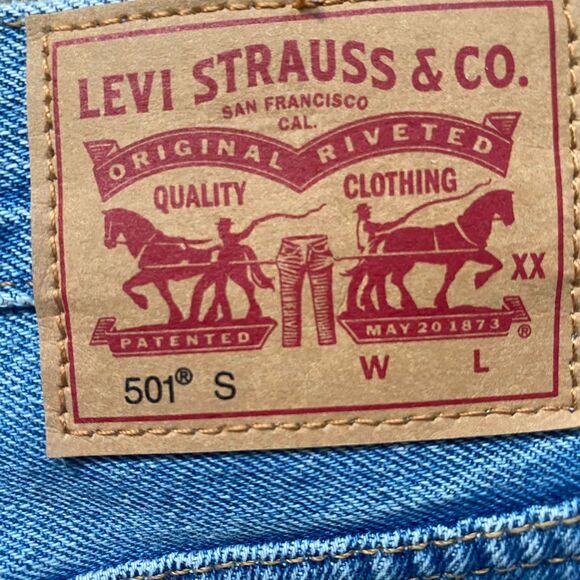 LEVI STRAUSS & CO.
SAN FRANCISCO
CAL.
ORIGINAL RIVETED
QUALITY CLOTHING
XX
PATENTED MAY 20 1873 ®
W L
501® S